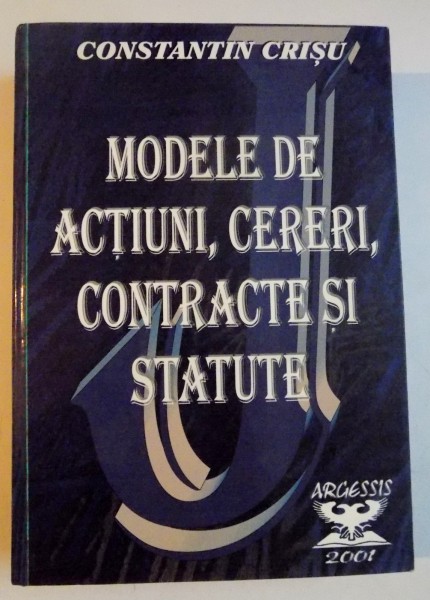 CONSTANTIN CRIȘU
MODELE DE
ACȚIUNI, CERERI,
CONTRACTE ȘI
STATUTE
ARGESSIS
2001